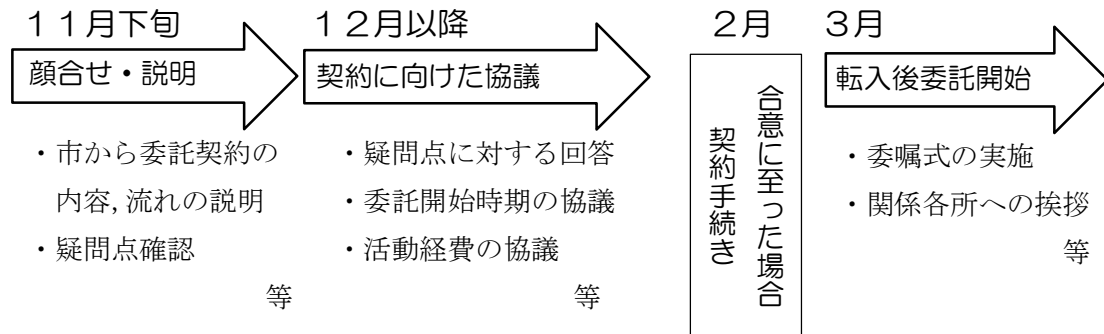 １１月下旬
顔合せ・説明
・市から委託契約の
内容，流れの説明
・疑問点確認
等
１２月以降
契約に向けた協議
・疑問点に対する回答
・委託開始時期の協議
・活動経費の協議
等
２月
合意に至った場合
契約手続き
３月
転入後委託開始
・委嘱式の実施
・関係各所への挨拶
等